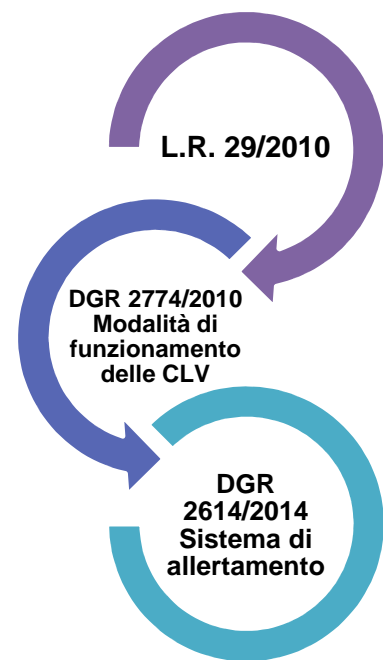 L.R. 29/2010
DGR 2774/2010
Modalità di
funzionamento
delle CLV
DGR
2614/2014
Sistema di
allertamento